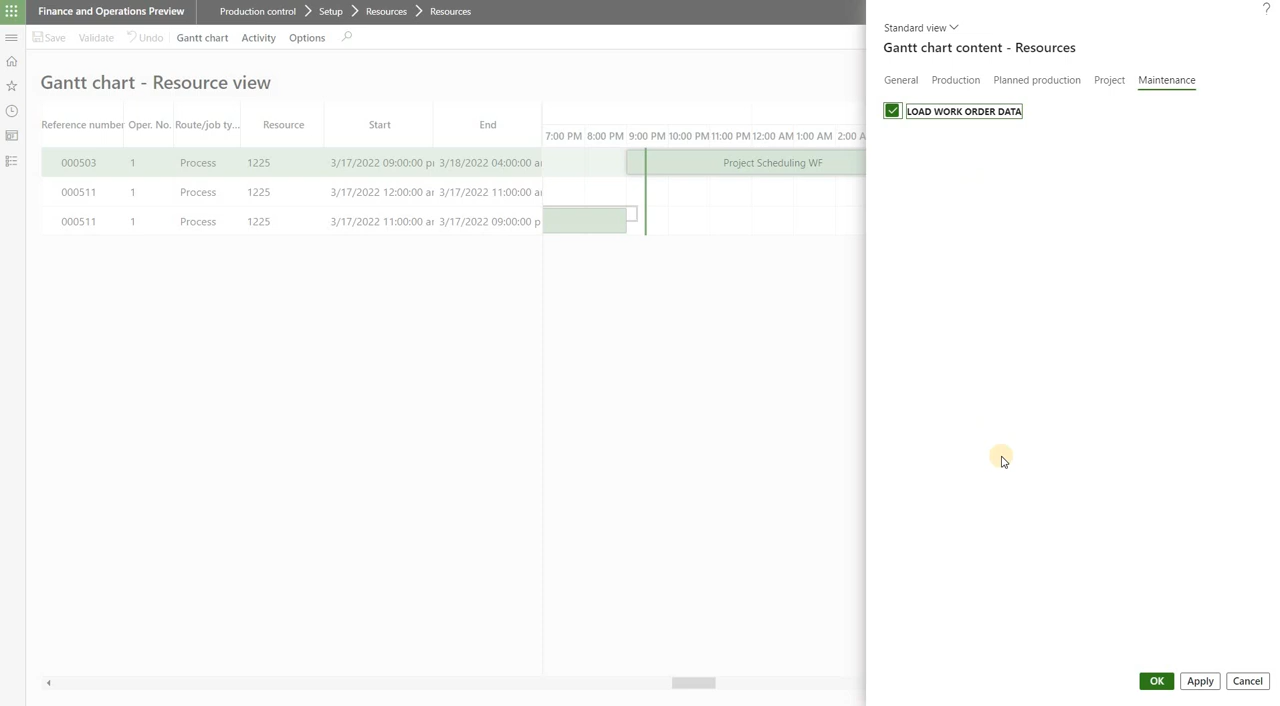 Finance and Operations Preview
Production control > Setup > Resources > Resources
?
Save Validate Undo Gantt chart Activity Options
Gantt chart - Resource view
Reference number Oper. No. Route/job ty... Resource Start End
7:00 PM 8:00 PM 9:00 PM 10:00 PM 11:00 PM 12:00 AM 1:00 AM 2:00 A
000503 1 Process 1225 3/17/2022 09:00:00 p 3/18/2022 04:00:00 a Project Scheduling WF
000511 1 Process 1225 3/17/2022 12:00:00 a 3/17/2022 11:00:00 a
000511 1 Process 1225 3/17/2022 11:00:00 a 3/17/2022 09:00:00 p
Standard view
Gantt chart content - Resources
General Production Planned production Project Maintenance
LOAD WORK ORDER DATA
OK Apply Cancel